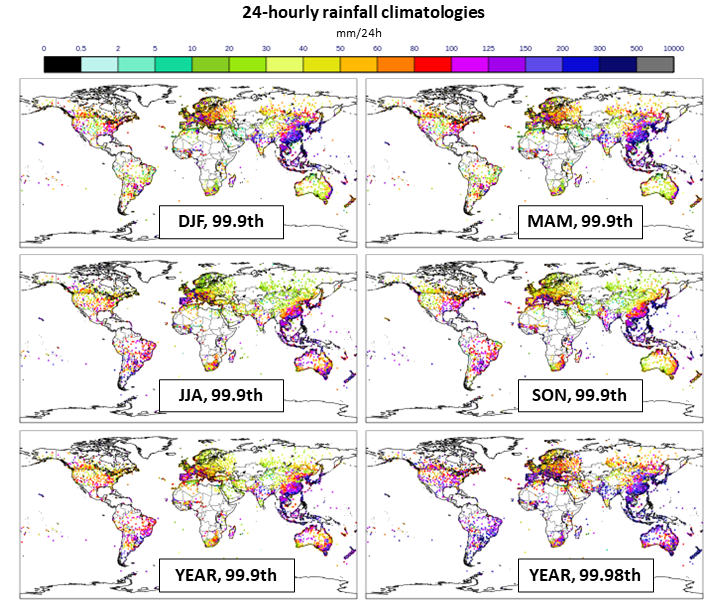 24-hourly rainfall climatologies
mm/24h
0 0.5 2 5 10 20 30 40 50 60 80 100 125 150 200 300 500 10000
DJF, 99.9th
MAM, 99.9th
JJA, 99.9th
SON, 99.9th
YEAR, 99.9th
YEAR, 99.98th